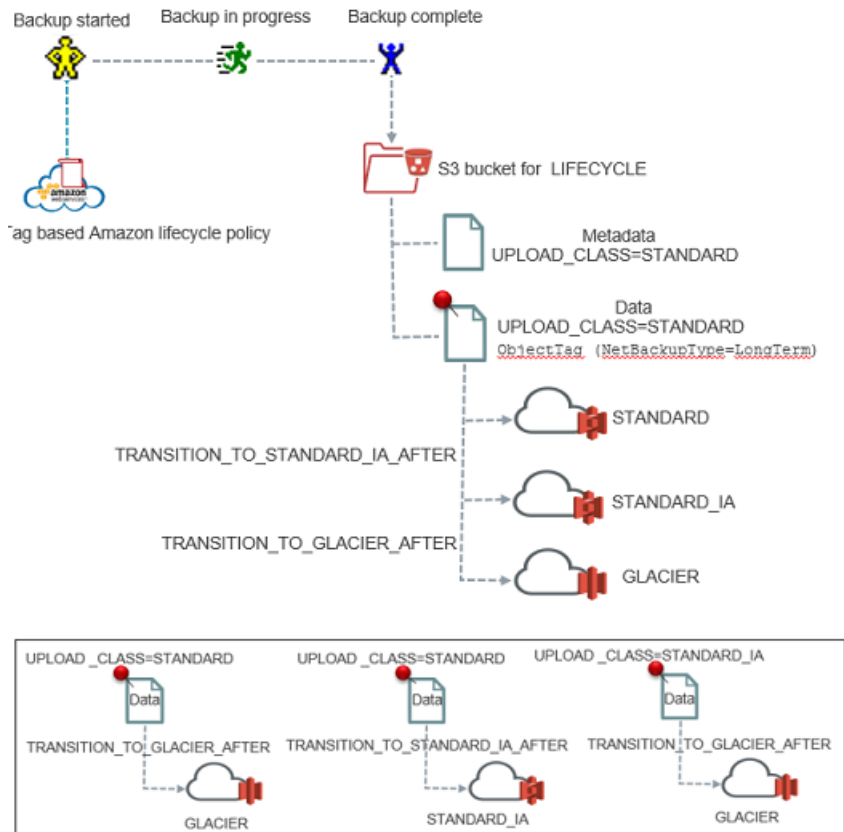 Backup started
Backup in progress
Backup complete
amazon
webservices
Tag based Amazon lifecycle policy
S3 bucket for LIFECYCLE
Metadata
UPLOAD_CLASS=STANDARD
Data
UPLOAD_CLASS=STANDARD
ObjectTag (NetBackupType=LongTerm)
STANDARD
TRANSITION_TO_STANDARD_IA_AFTER
STANDARD_IA
TRANSITION_TO_GLACIER_AFTER
GLACIER
UPLOAD _CLASS=STANDARD
Data
TRANSITION_TO_GLACIER_AFTER
GLACIER
UPLOAD _CLASS=STANDARD
Data
TRANSITION_TO_STANDARD_IA_AFTER
STANDARD_IA
UPLOAD _CLASS=STANDARD_IA
Data
TRANSITION_TO_GLACIER_AFTER
GLACIER